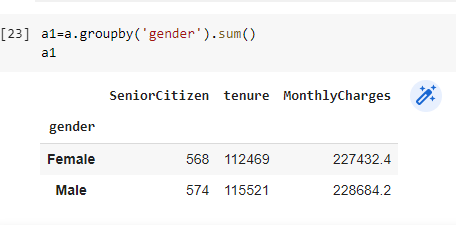 [23] a1=a.groupby('gender').sum()
a1
SeniorCitizen tenure MonthlyCharges
gender
Female 568 112469 227432.4
Male 574 115521 228684.2